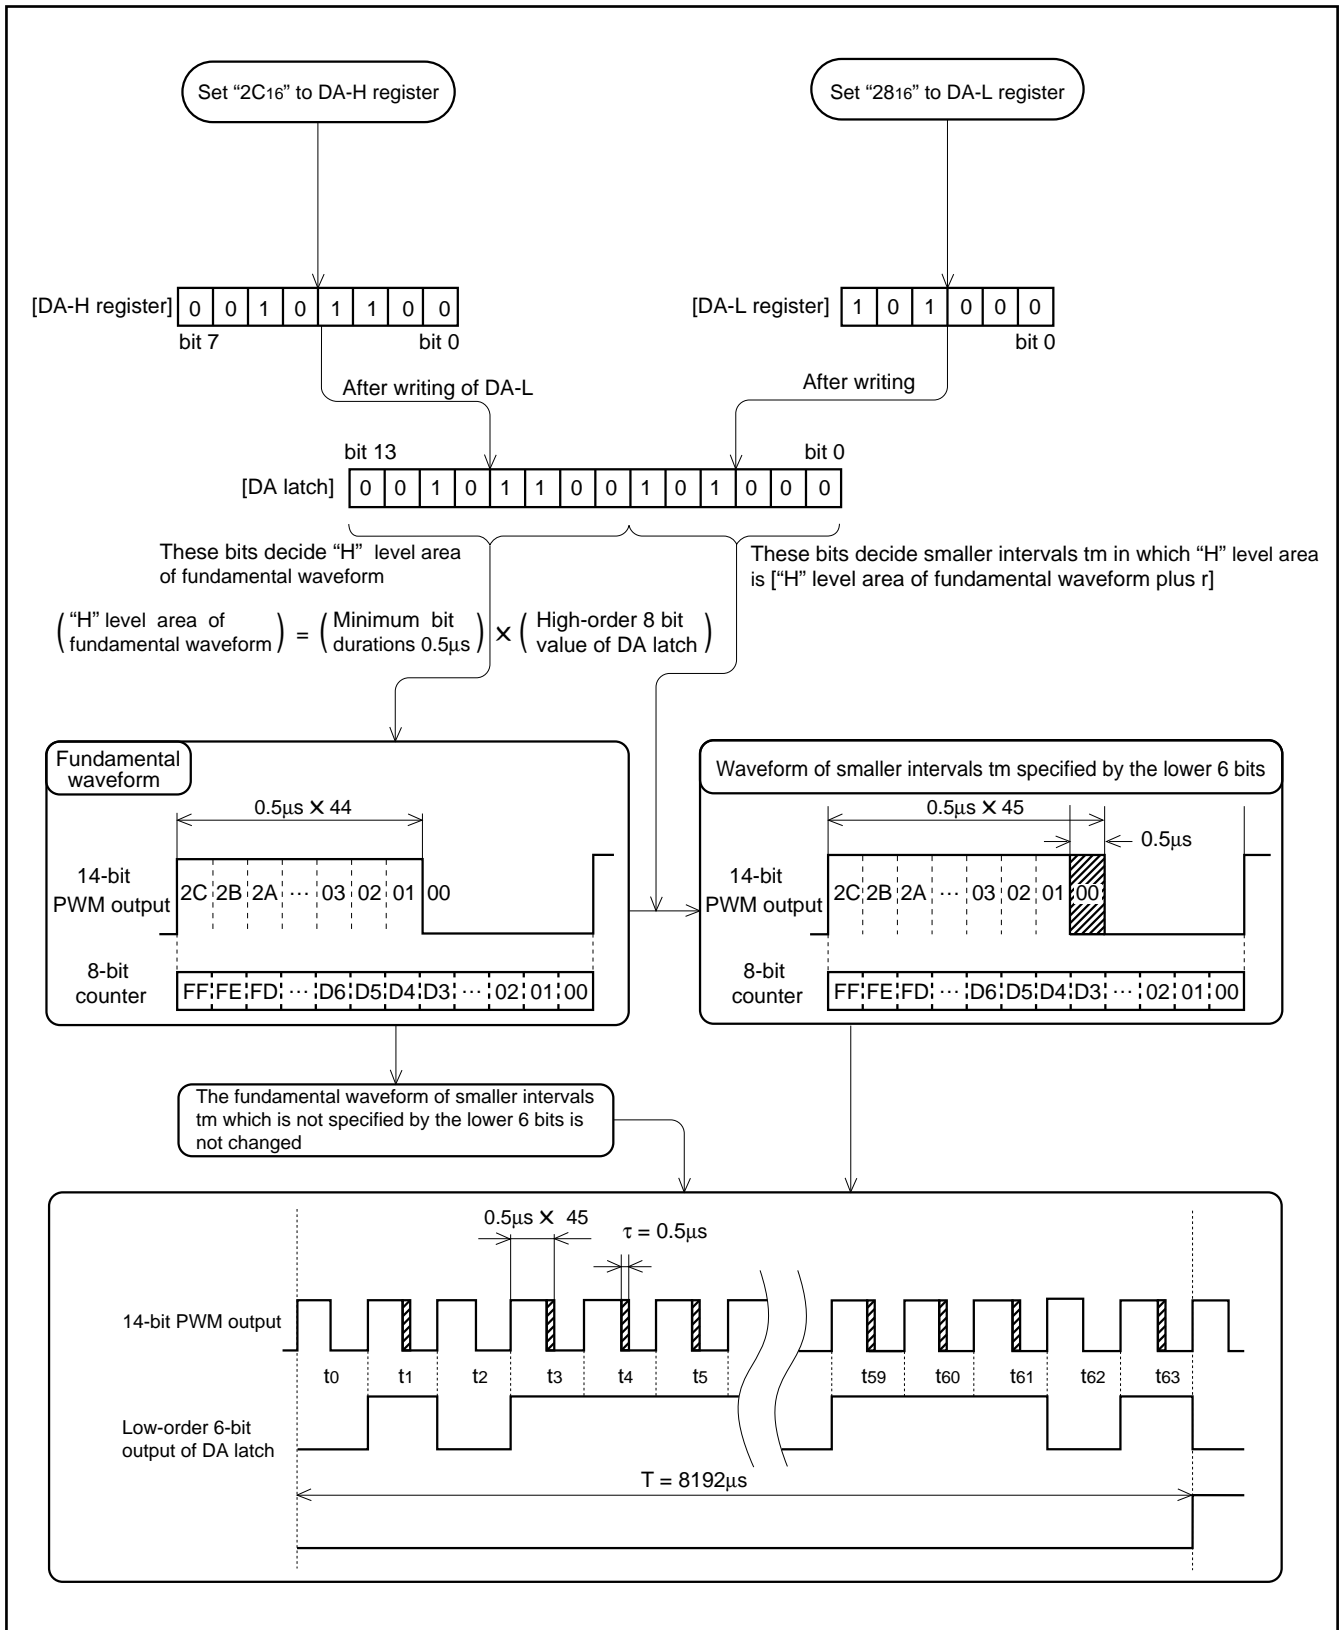 Set “2C16” to DA-H register
Set “2816” to DA-L register
[DA-H register] 0 0 1 0 1 1 0 0
bit 7 bit 0
[DA-L register] 1 0 1 0 0 0
bit 0
After writing of DA-L
After writing
bit 13 bit 0
[DA latch] 0 0 1 0 1 1 0 0 1 0 1 0 0 0
These bits decide “H” level area
of fundamental waveform
These bits decide smaller intervals tm in which “H” level area
is [“H” level area of fundamental waveform plus r]
(“H” level area of
fundamental waveform) = (Minimum bit
durations 0.5μs) × (High-order 8 bit
value of DA latch)
Fundamental
waveform
0.5μs × 44
14-bit
PWM output
2C 2B 2A ··· 03 02 01 00
8-bit
counter
FF FE FD ··· D6 D5 D4 D3 ··· 02 01 00
Waveform of smaller intervals tm specified by the lower 6 bits
0.5μs × 45
0.5μs
14-bit
PWM output
2C 2B 2A ··· 03 02 01 00
8-bit
counter
FF FE FD ··· D6 D5 D4 D3 ··· 02 01 00
The fundamental waveform of smaller intervals
tm which is not specified by the lower 6 bits is
not changed
0.5μs × 45
τ = 0.5μs
14-bit PWM output
t0 t1 t2 t3 t4 t5 t59 t60 t61 t62 t63
Low-order 6-bit
output of DA latch
T = 8192μs